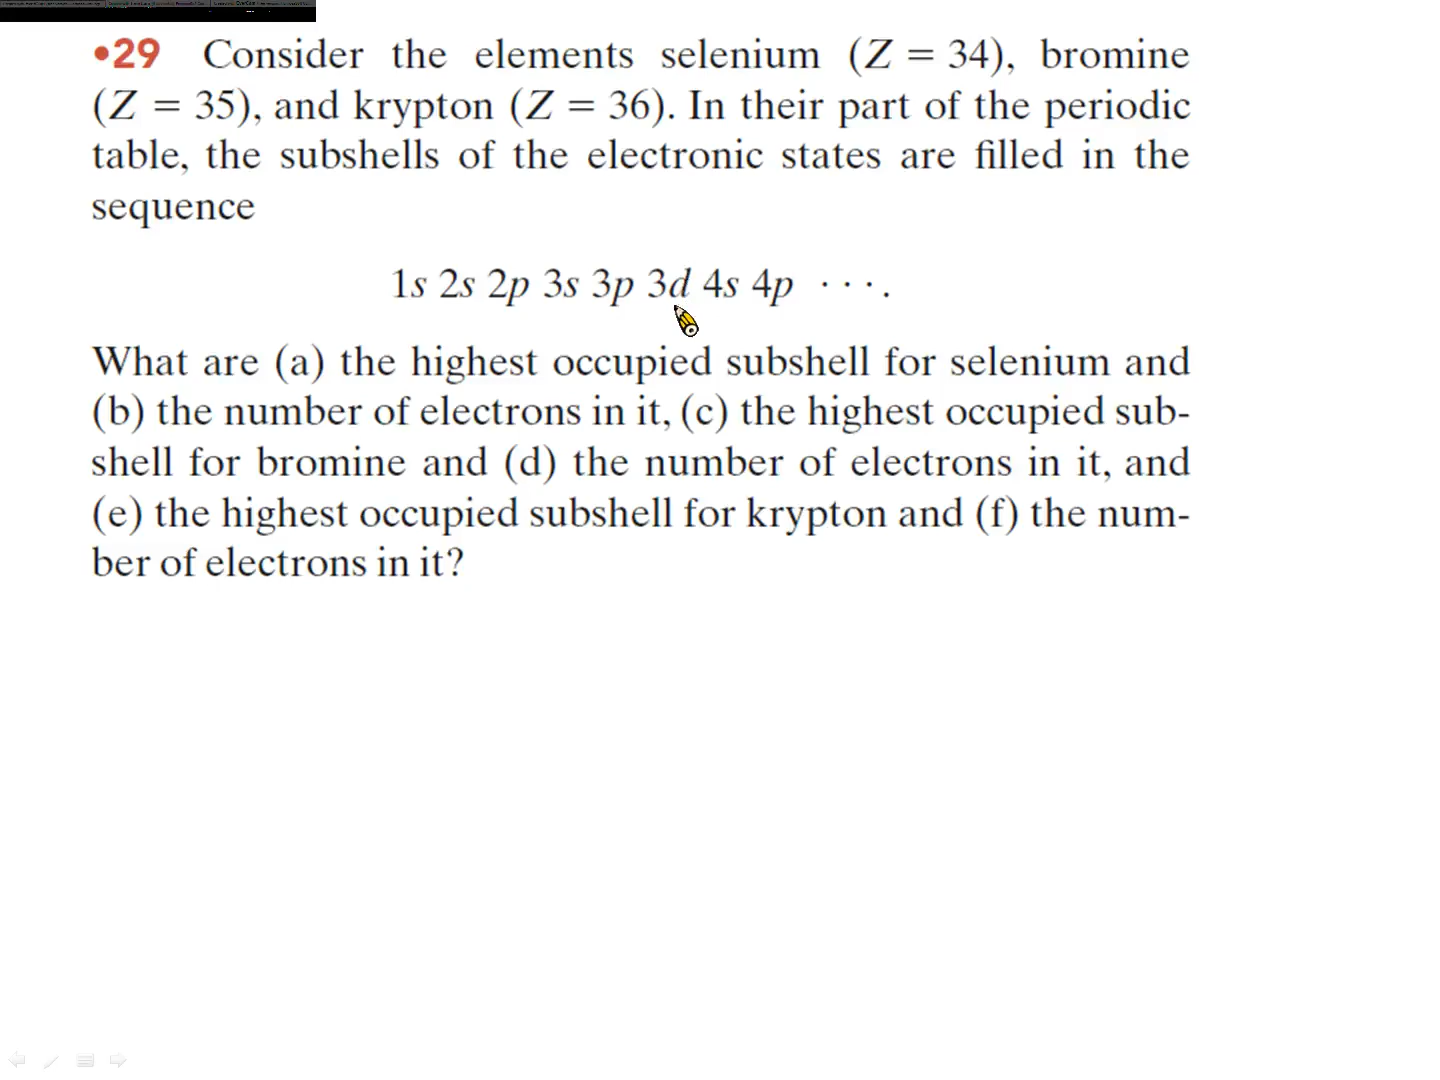 •29 Consider the elements selenium (Z = 34), bromine
(Z = 35), and krypton (Z = 36). In their part of the periodic
table, the subshells of the electronic states are filled in the
sequence
1s 2s 2p 3s 3p 3d 4s 4p · · · .
What are (a) the highest occupied subshell for selenium and
(b) the number of electrons in it, (c) the highest occupied sub-
shell for bromine and (d) the number of electrons in it, and
(e) the highest occupied subshell for krypton and (f) the num-
ber of electrons in it?